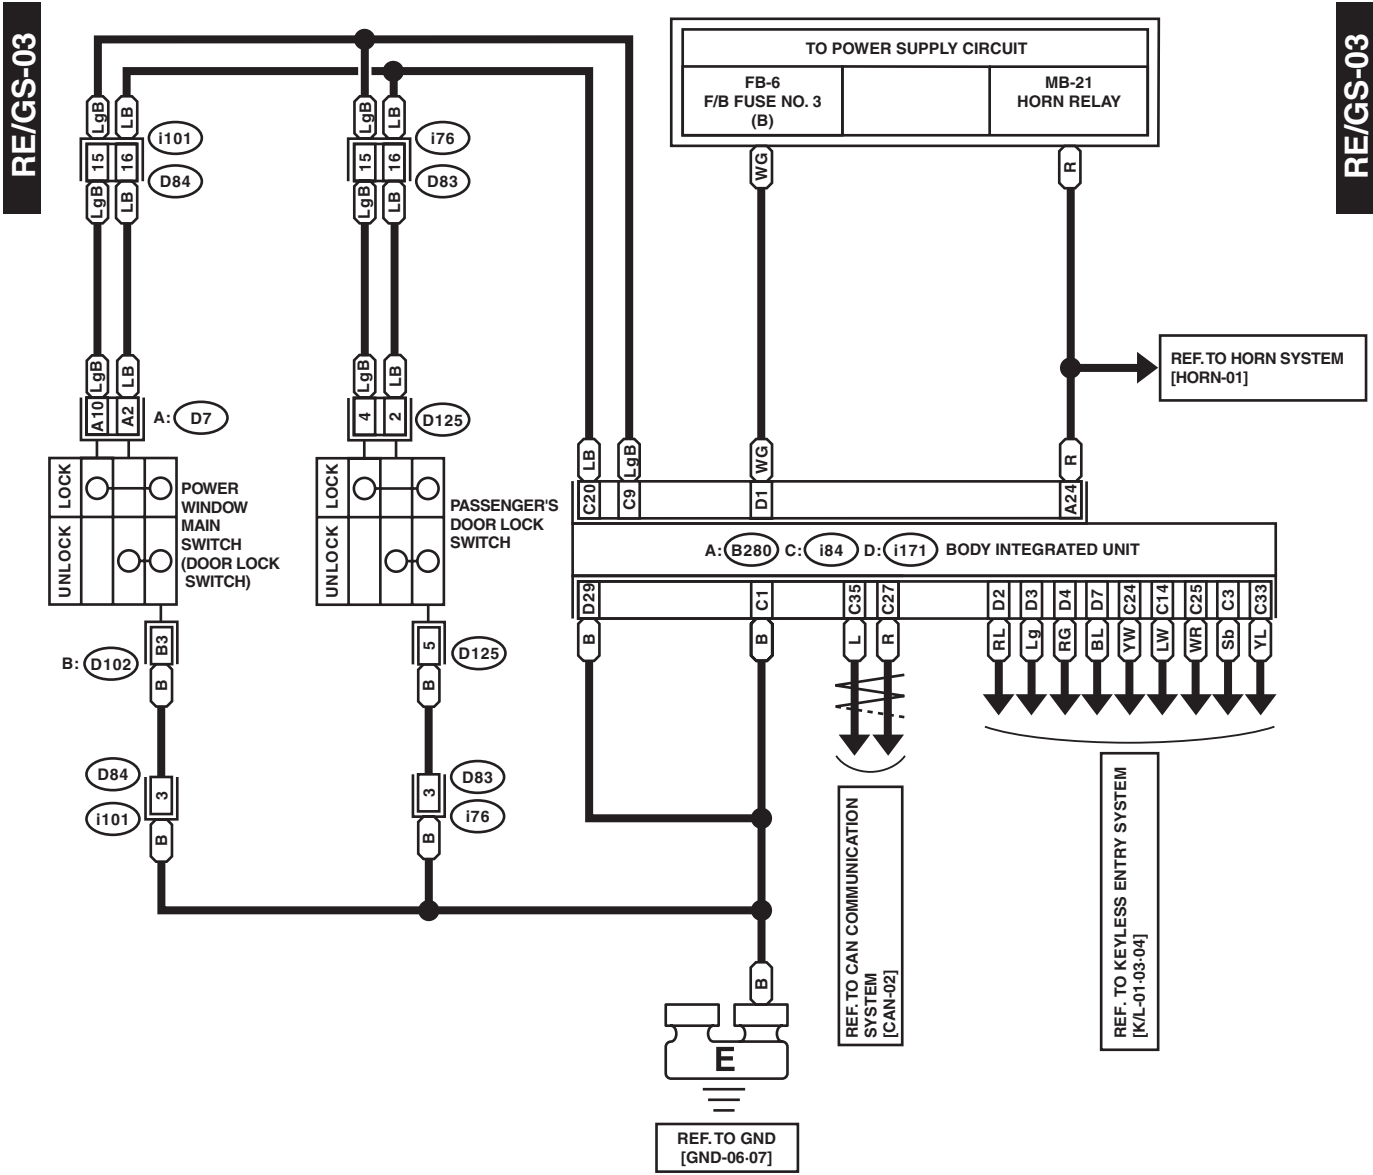 RE/GS-03
RE/GS-03
TO POWER SUPPLY CIRCUIT
FB-6
F/B FUSE NO. 3
(B)
MB-21
HORN RELAY
LgB
LB
LgB
LB
WG
R
i101
i76
15
16
15
16
D84
D83
LgB
LB
LgB
LB
REF. TO HORN SYSTEM
[HORN-01]
LgB
LB
LgB
LB
A10
A2
A: D7
4
2
D125
LB
LgB
WG
R
C20
C9
D1
A24
LOCK
UNLOCK
POWER
WINDOW
MAIN
SWITCH
(DOOR LOCK
SWITCH)
LOCK
UNLOCK
PASSENGER'S
DOOR LOCK
SWITCH
A: B280 C: i84 D: i171 BODY INTEGRATED UNIT
D29
C1
C35
C27
D2
D3
D4
D7
C24
C14
C25
C3
C33
B
B
L
R
RL
Lg
RG
BL
YW
LW
WR
Sb
YL
B3
B: D102
B
5
D125
B
D84
3
i101
B
D83
3
i76
B
REF. TO CAN COMMUNICATION
SYSTEM
[CAN-02]
REF. TO KEYLESS ENTRY SYSTEM
[K/L-01·03·04]
B
E
REF. TO GND
[GND-06·07]